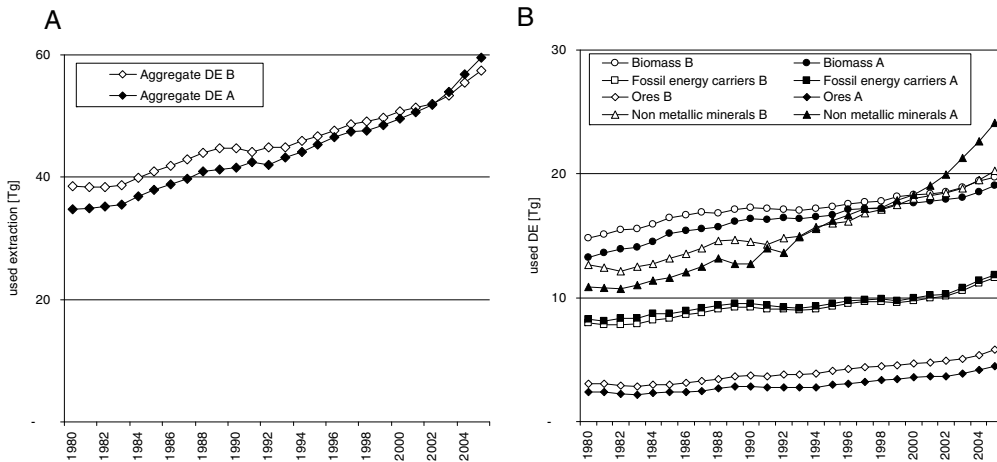 A
used extraction [Tg]
60
40
20
-
Aggregate DE B
Aggregate DE A
1980
1982
1984
1986
1988
1990
1992
1994
1996
1998
2000
2002
2004
B
used DE [Tg]
30
20
10
-
Biomass B
Biomass A
Fossil energy carriers B
Fossil energy carriers A
Ores B
Ores A
Non metallic minerals B
Non metallic minerals A
1980
1982
1984
1986
1988
1990
1992
1994
1996
1998
2000
2002
2004